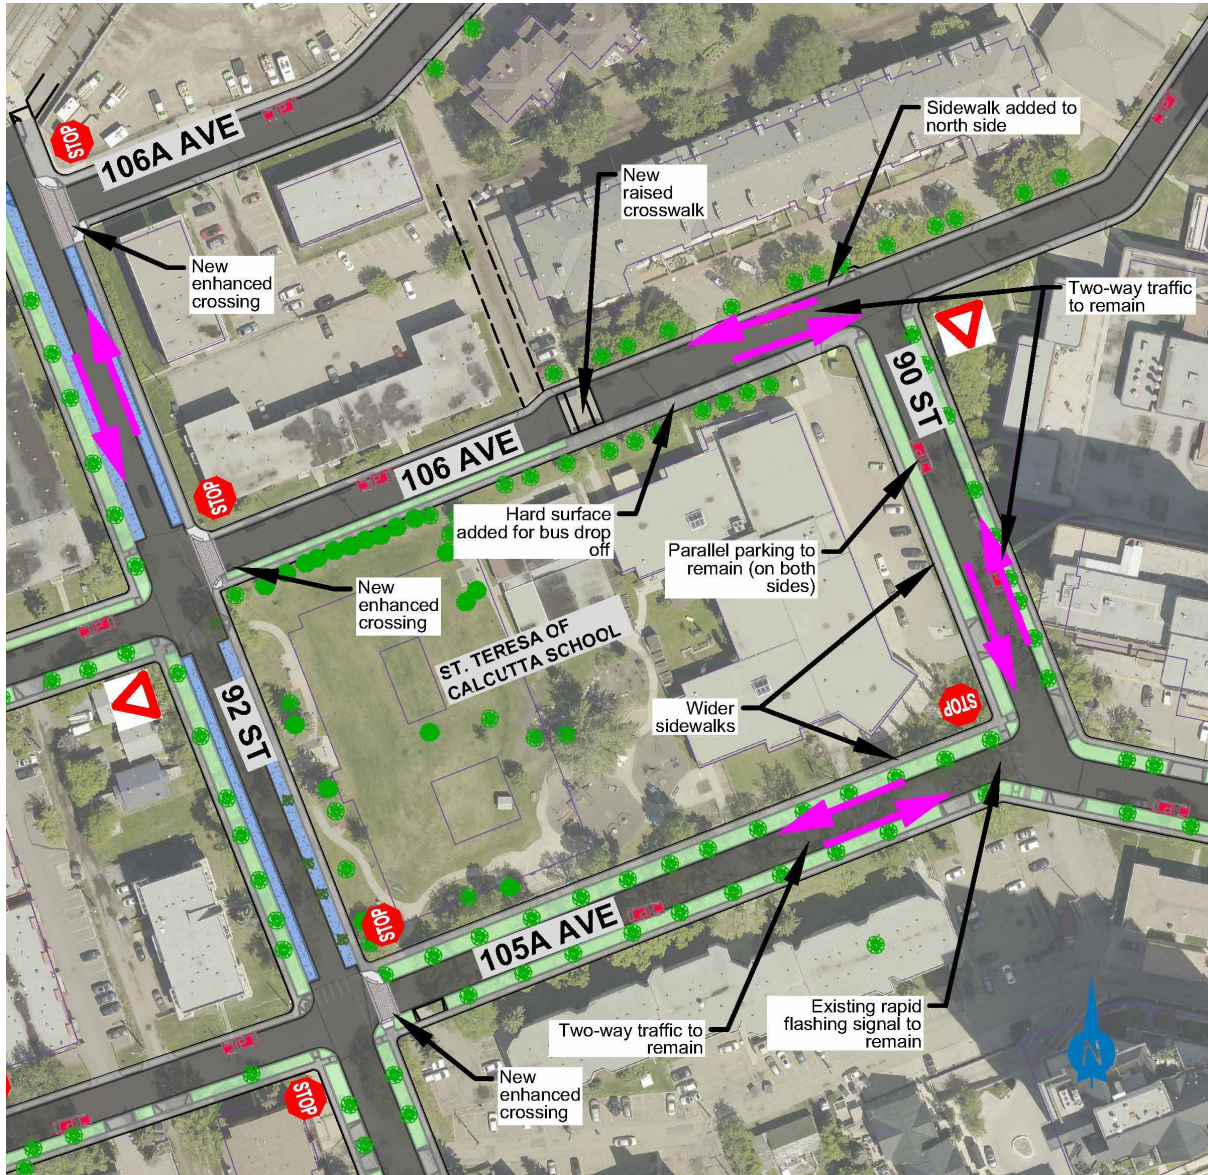 STOP
106A AVE
Sidewalk added to
north side
New
raised
crosswalk
New
enhanced
crossing
Two-way traffic
to remain
90 ST
STOP
106 AVE
Hard surface
added for bus drop
off
Parallel parking to
remain (on both
sides)
New
enhanced
crossing
ST. TERESA OF
CALCUTTA SCHOOL
92 ST
Wider
sidewalks
STOP
STOP
105A AVE
Two-way traffic to
remain
Existing rapid
flashing signal to
remain
N
New
enhanced
crossing
STOP